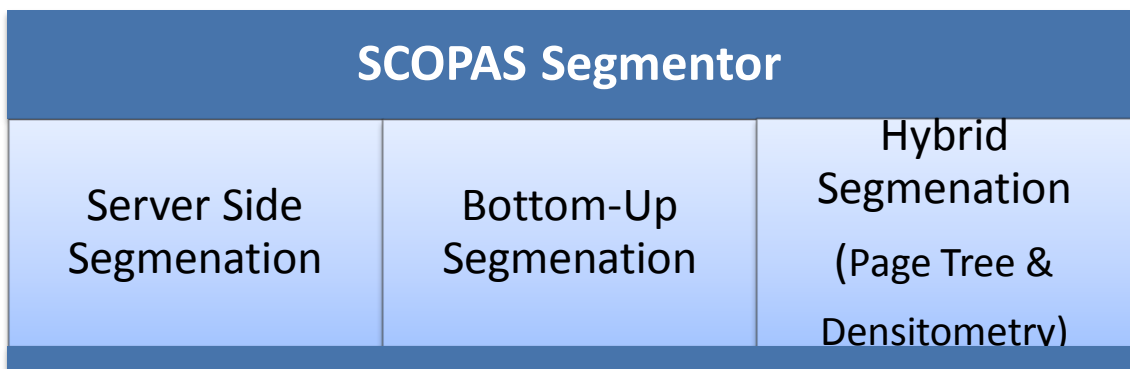 SCOPAS Segmentor
Server Side
Segmenation
Bottom-Up
Segmenation
Hybrid
Segmenation
(Page Tree &
Densitometry)